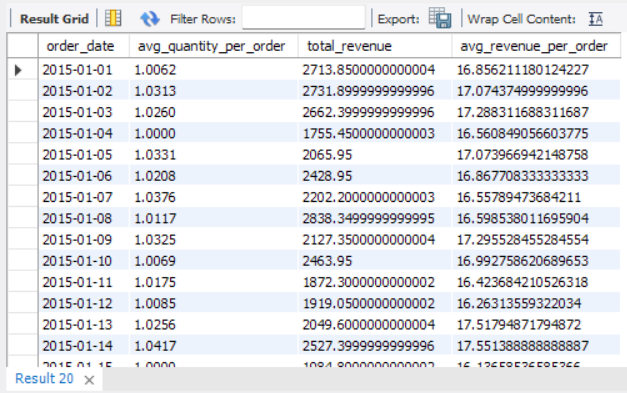 Result Grid Filter Rows: Export: Wrap Cell Content:
order_date avg_quantity_per_order total_revenue avg_revenue_per_order
2015-01-01 1.0062 2713.8500000000004 16.856211180124227
2015-01-02 1.0313 2731.8999999999996 17.074374999999996
2015-01-03 1.0260 2662.3999999999996 17.288311688311687
2015-01-04 1.0000 1755.4500000000003 16.560849056603775
2015-01-05 1.0331 2065.95 17.073966942148758
2015-01-06 1.0208 2428.95 16.867708333333333
2015-01-07 1.0376 2202.2000000000003 16.55789473684211
2015-01-08 1.0117 2838.3499999999995 16.598538011695904
2015-01-09 1.0325 2127.3500000000004 17.295528455284554
2015-01-10 1.0069 2463.95 16.992758620689653
2015-01-11 1.0175 1872.3000000000002 16.423684210526318
2015-01-12 1.0085 1919.0500000000002 16.26313559322034
2015-01-13 1.0256 2049.6000000000004 17.51794871794872
2015-01-14 1.0417 2527.3999999999996 17.551388888888887
2015-01-15 1.0000
Result 20